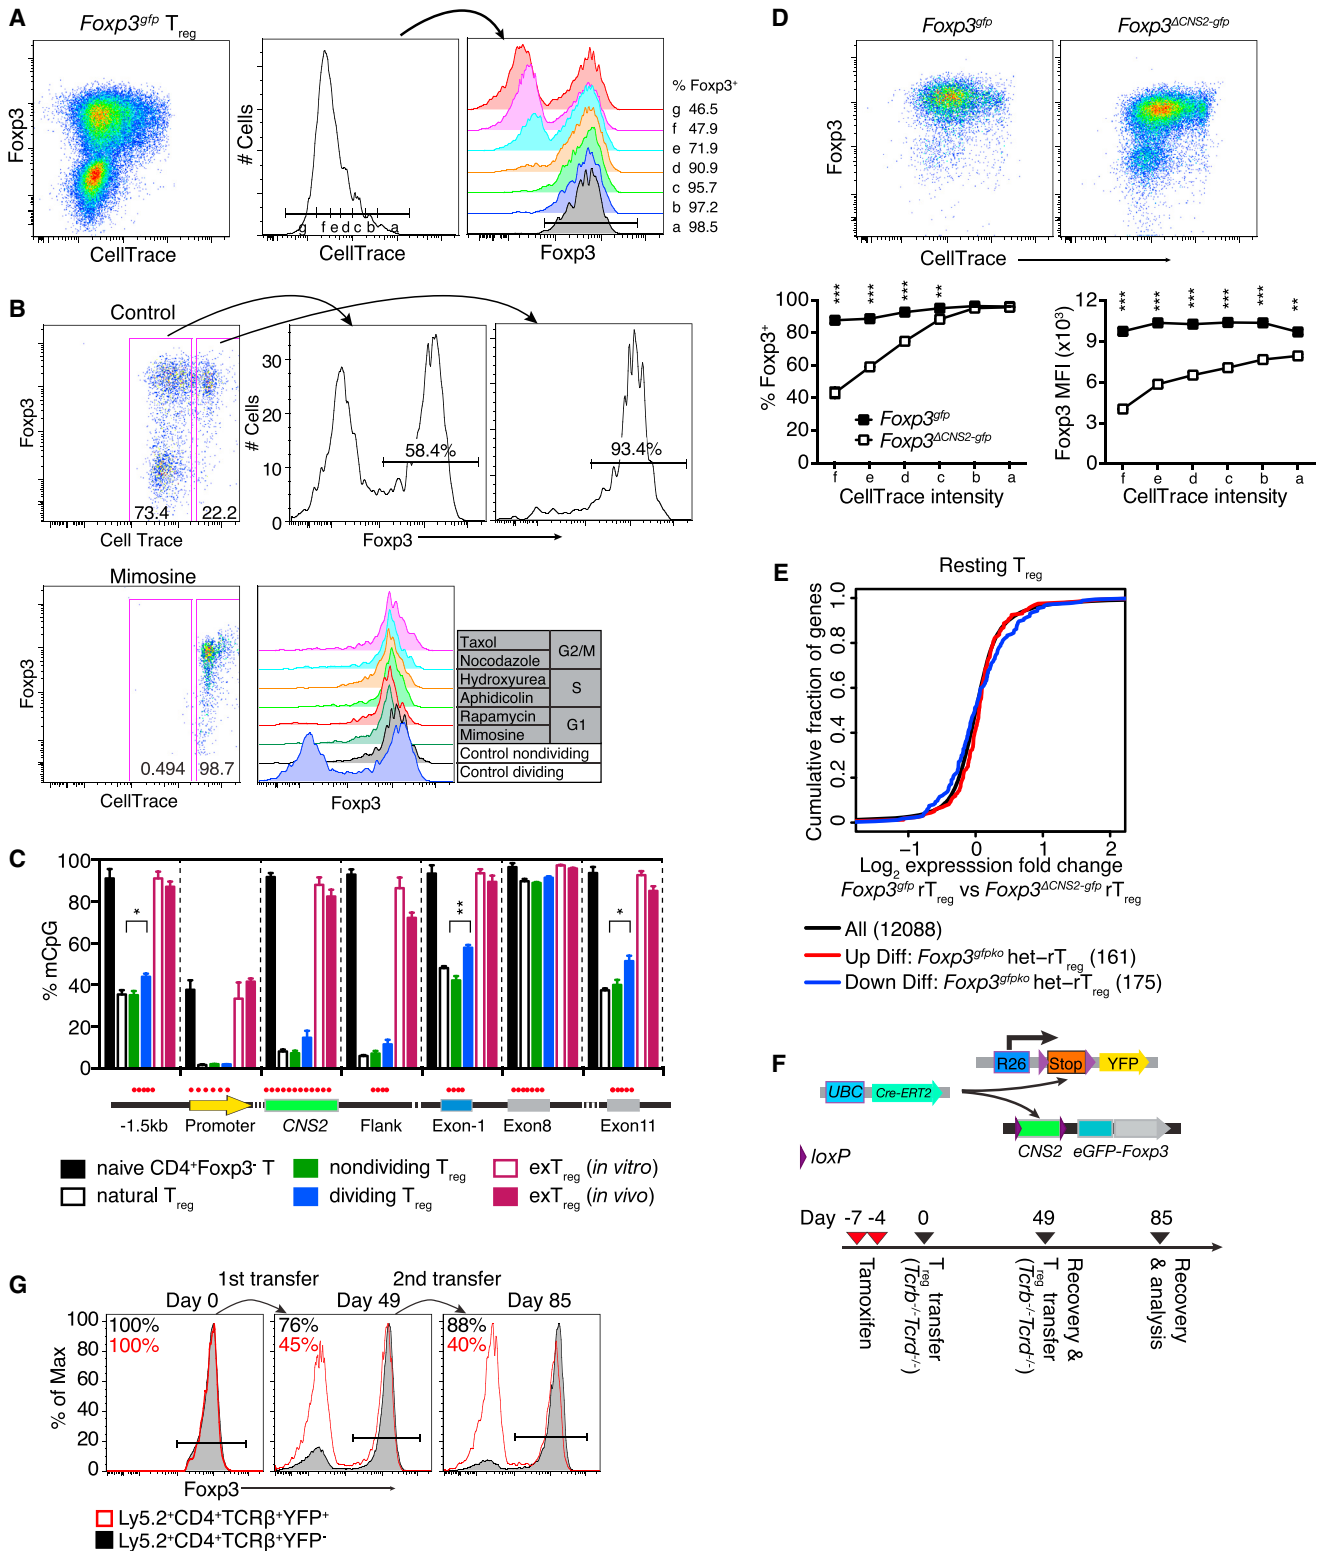 A
Foxp3gfp Treg
Foxp3
CellTrace
# Cells
g f e d c b a
CellTrace
% Foxp3+
g 46.5
f 47.9
e 71.9
d 90.9
c 95.7
b 97.2
a 98.5
Foxp3
B
Control
Foxp3
73.4 22.2
Cell Trace
# Cells
30
20
10
0
58.4%
93.4%
Foxp3
Mimosine
Foxp3
0.494 98.7
CellTrace
Foxp3
Taxol
Nocodazole
G2/M
Hydroxyurea
Aphidicolin
S
Rapamycin
Mimosine
G1
Control nondividing
Control dividing
C
% mCpG
100
80
60
40
20
0
* ** *
-1.5kb Promoter CNS2 Flank Exon-1 Exon8 Exon11
naive CD4+Foxp3- T
natural Treg
nondividing Treg
dividing Treg
exTreg (in vitro)
exTreg (in vivo)
D
Foxp3gfp Foxp3ΔCNS2-gfp
Foxp3
CellTrace
% Foxp3+
100
80
60
40
20
0
*** *** *** **
Foxp3gfp
Foxp3ΔCNS2-gfp
f e d c b a
CellTrace intensity
Foxp3 MFI (x10³)
12
9
6
3
0
*** *** *** *** *** **
f e d c b a
CellTrace intensity
E
Resting Treg
Cumulative fraction of genes
1.0
0.8
0.6
0.4
0.2
0
−1 0 1 2
Log2 expresssion fold change
Foxp3gfp rTreg vs Foxp3ΔCNS2-gfp rTreg
All (12088)
Up Diff: Foxp3gfpko het−rTreg (161)
Down Diff: Foxp3gfpko het−rTreg (175)
F
R26 Stop YFP
UBC Cre-ERT2
CNS2 eGFP-Foxp3
loxP
Day -7 -4 0 49 85
Tamoxifen
Treg transfer
(Tcrb-/-Tcrd-/-)
Recovery &
Treg transfer
(Tcrb-/-Tcrd-/-)
Recovery
& analysis
G
1st transfer 2nd transfer
Day 0 Day 49 Day 85
% of Max
100
80
60
40
20
0
100%
100%
76%
45%
88%
40%
Foxp3
Ly5.2+CD4+TCRβ+YFP+
Ly5.2+CD4+TCRβ+YFP-